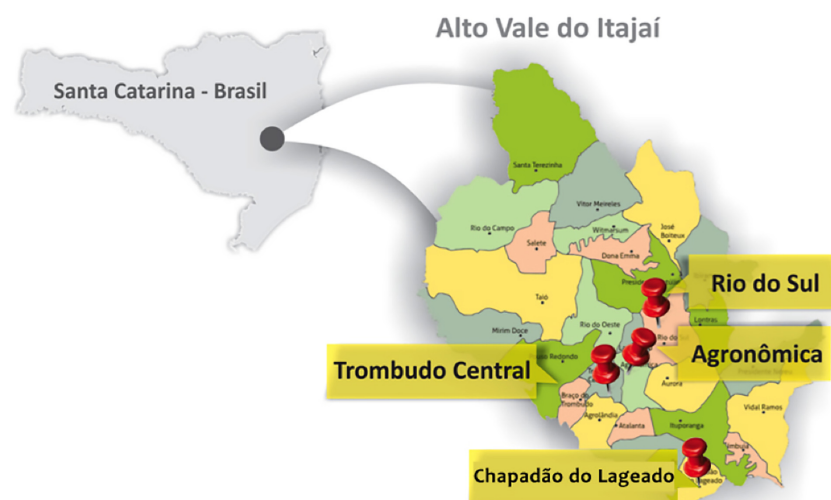 Alto Vale do Itajaí
Santa Catarina - Brasil
Santa Terezinha
Vitor Meireles
Rio do Campo
Witmarsum
José
Boiteux
Salete
Dona Emma
Rio do Sul
Taió
Lontras
Mirim Doce
Rio do Oeste
Agronômica
Trombudo Central
Redondo
Aurora
Braço do
Trombudo
Agrolândia
Atalanta
Ituporanga
Vidal Ramos
Chapadão do Lageado
Lageado